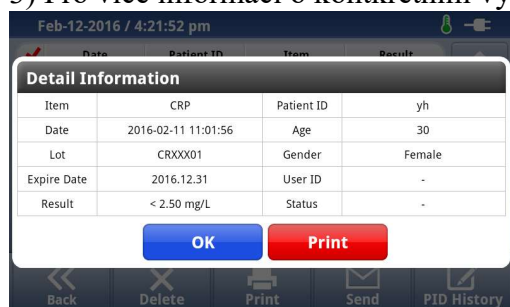 Feb-12-2016 / 4:21:52 pm
Date Patient ID Item Result
Detail Information
Item CRP Patient ID yh
Date 2016-02-11 11:01:56 Age 30
Lot CRXXX01 Gender Female
Expire Date 2016.12.31 User ID -
Result < 2.50 mg/L Status -
OK Print
Back Delete Print Send PID History